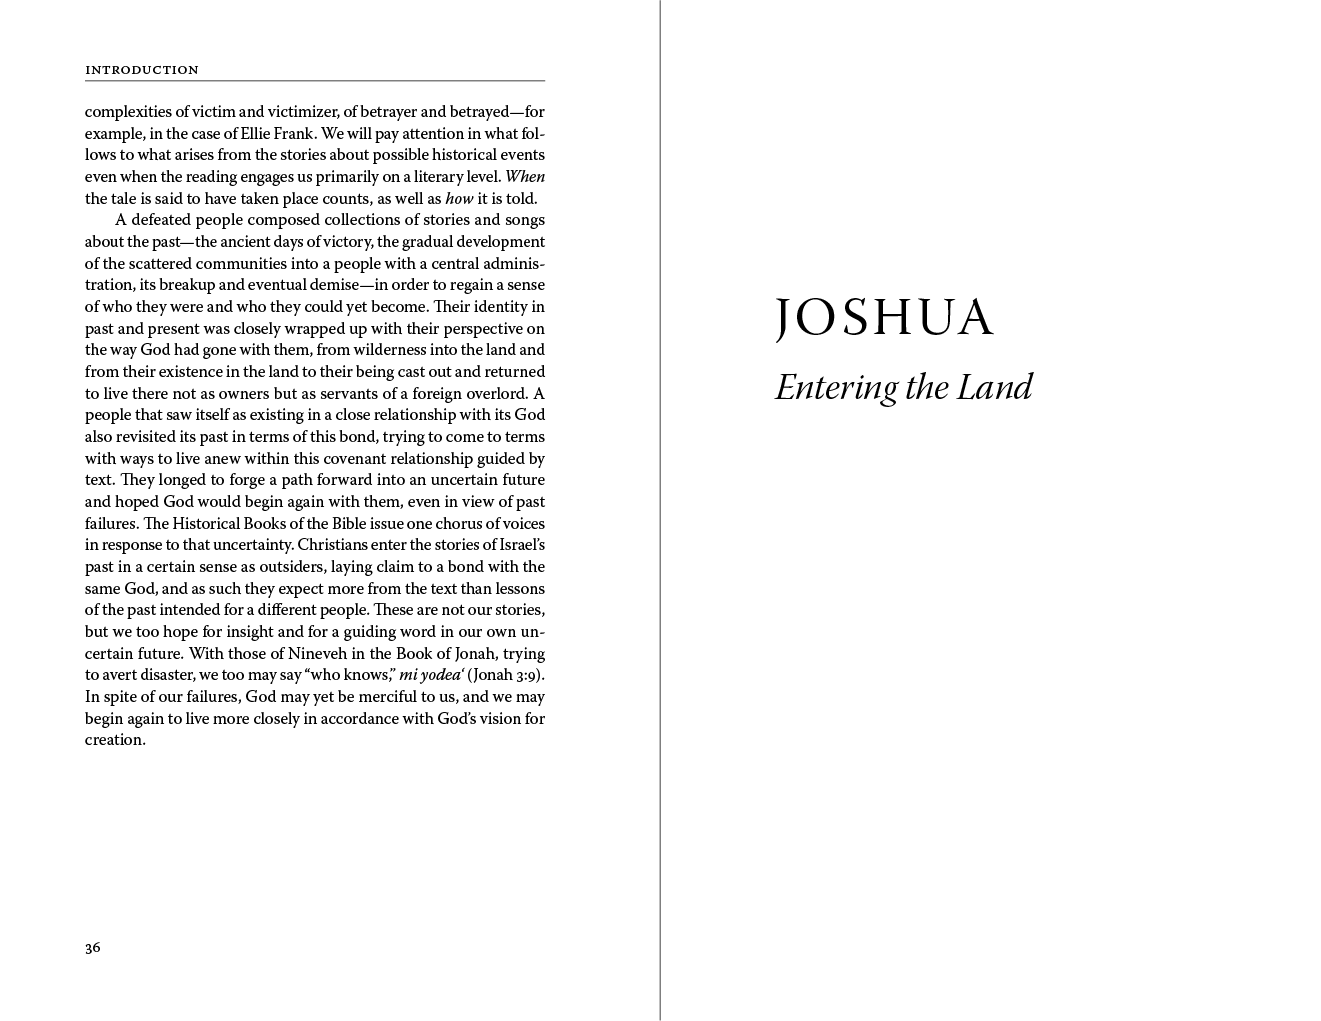 INTRODUCTION
complexities of victim and victimizer, of betrayer and betrayed—for
example, in the case of Ellie Frank. We will pay attention in what fol-
lows to what arises from the stories about possible historical events
even when the reading engages us primarily on a literary level. When
the tale is said to have taken place counts, as well as how it is told.
A defeated people composed collections of stories and songs
about the past—the ancient days of victory, the gradual development
of the scattered communities into a people with a central adminis-
tration, its breakup and eventual demise—in order to regain a sense
of who they were and who they could yet become. Their identity in
past and present was closely wrapped up with their perspective on
the way God had gone with them, from wilderness into the land and
from their existence in the land to their being cast out and returned
to live there not as owners but as servants of a foreign overlord. A
people that saw itself as existing in a close relationship with its God
also revisited its past in terms of this bond, trying to come to terms
with ways to live anew within this covenant relationship guided by
text. They longed to forge a path forward into an uncertain future
and hoped God would begin again with them, even in view of past
failures. The Historical Books of the Bible issue one chorus of voices
in response to that uncertainty. Christians enter the stories of Israel’s
past in a certain sense as outsiders, laying claim to a bond with the
same God, and as such they expect more from the text than lessons
of the past intended for a different people. These are not our stories,
but we too hope for insight and for a guiding word in our own un-
certain future. With those of Nineveh in the Book of Jonah, trying
to avert disaster, we too may say “who knows,” mi yodea‘ (Jonah 3:9).
In spite of our failures, God may yet be merciful to us, and we may
begin again to live more closely in accordance with God’s vision for
creation.
36
JOSHUA
Entering the Land